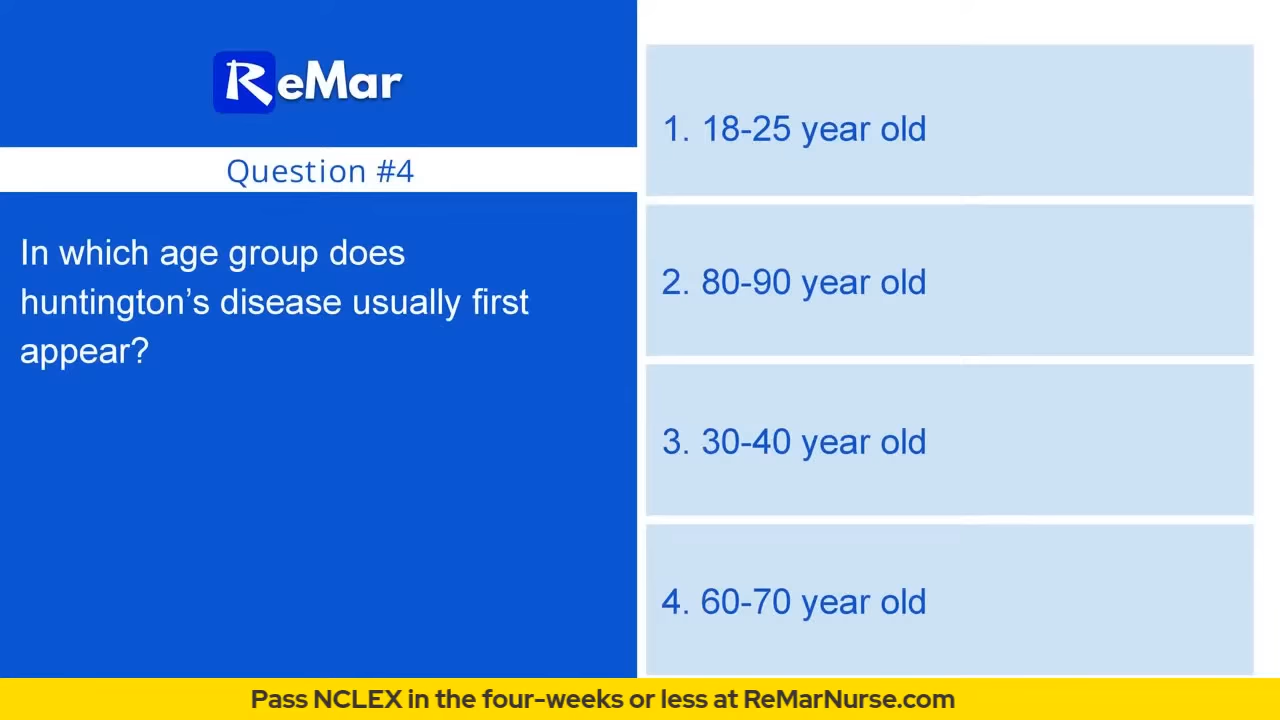 ReMar
Question #4
In which age group does
huntington’s disease usually first
appear?
1. 18-25 year old
2. 80-90 year old
3. 30-40 year old
4. 60-70 year old
Pass NCLEX in the four-weeks or less at ReMarNurse.com